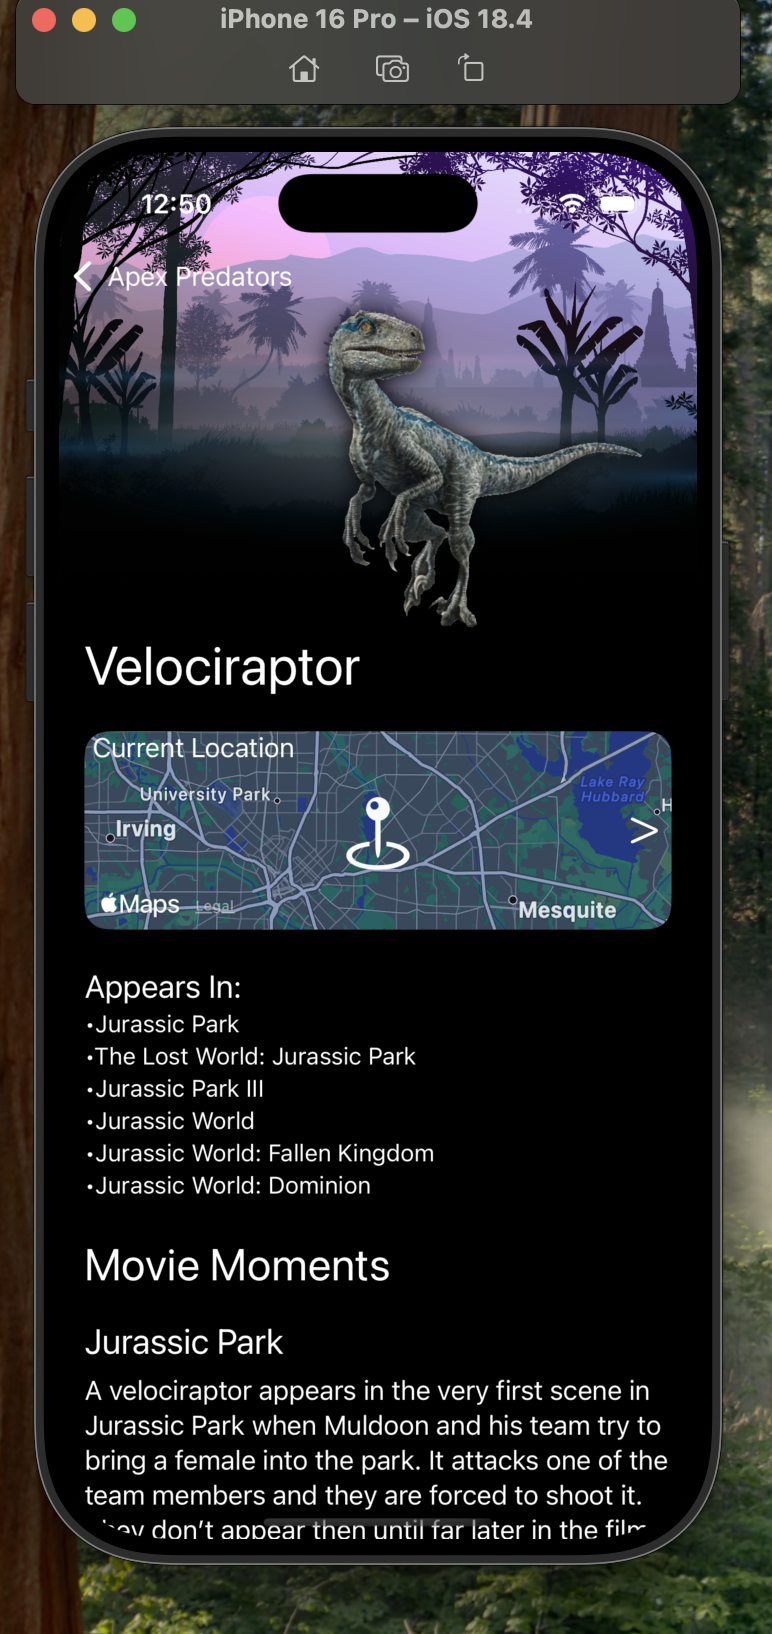 iPhone 16 Pro – iOS 18.4
12:50
Apex Predators
Velociraptor
Current Location
University Park
Lake Ray
Hubbard
H
Irving
Maps
Legal
Mesquite
Appears In:
•Jurassic Park
•The Lost World: Jurassic Park
•Jurassic Park III
•Jurassic World
•Jurassic World: Fallen Kingdom
•Jurassic World: Dominion
Movie Moments
Jurassic Park
A velociraptor appears in the very first scene in
Jurassic Park when Muldoon and his team try to
bring a female into the park. It attacks one of the
team members and they are forced to shoot it.
They don’t appear then until far later in the film